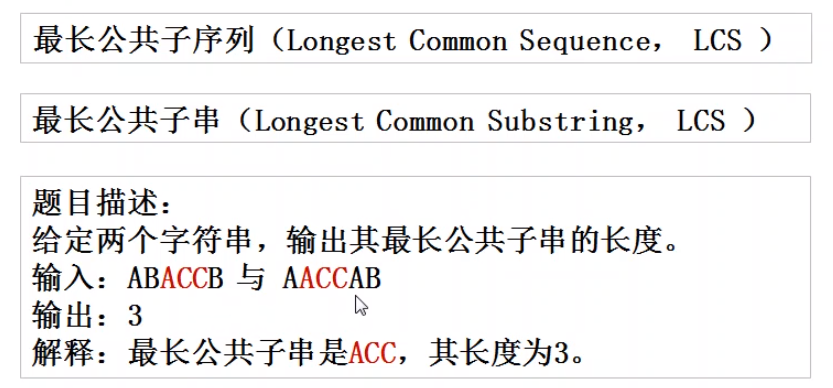 最长公共子序列（Longest Common Sequence， LCS ）
最长公共子串（Longest Common Substring， LCS ）
题目描述：
给定两个字符串，输出其最长公共子串的长度。
输入：ABACCB 与 AACCAB
输出：3
解释：最长公共子串是ACC，其长度为3。